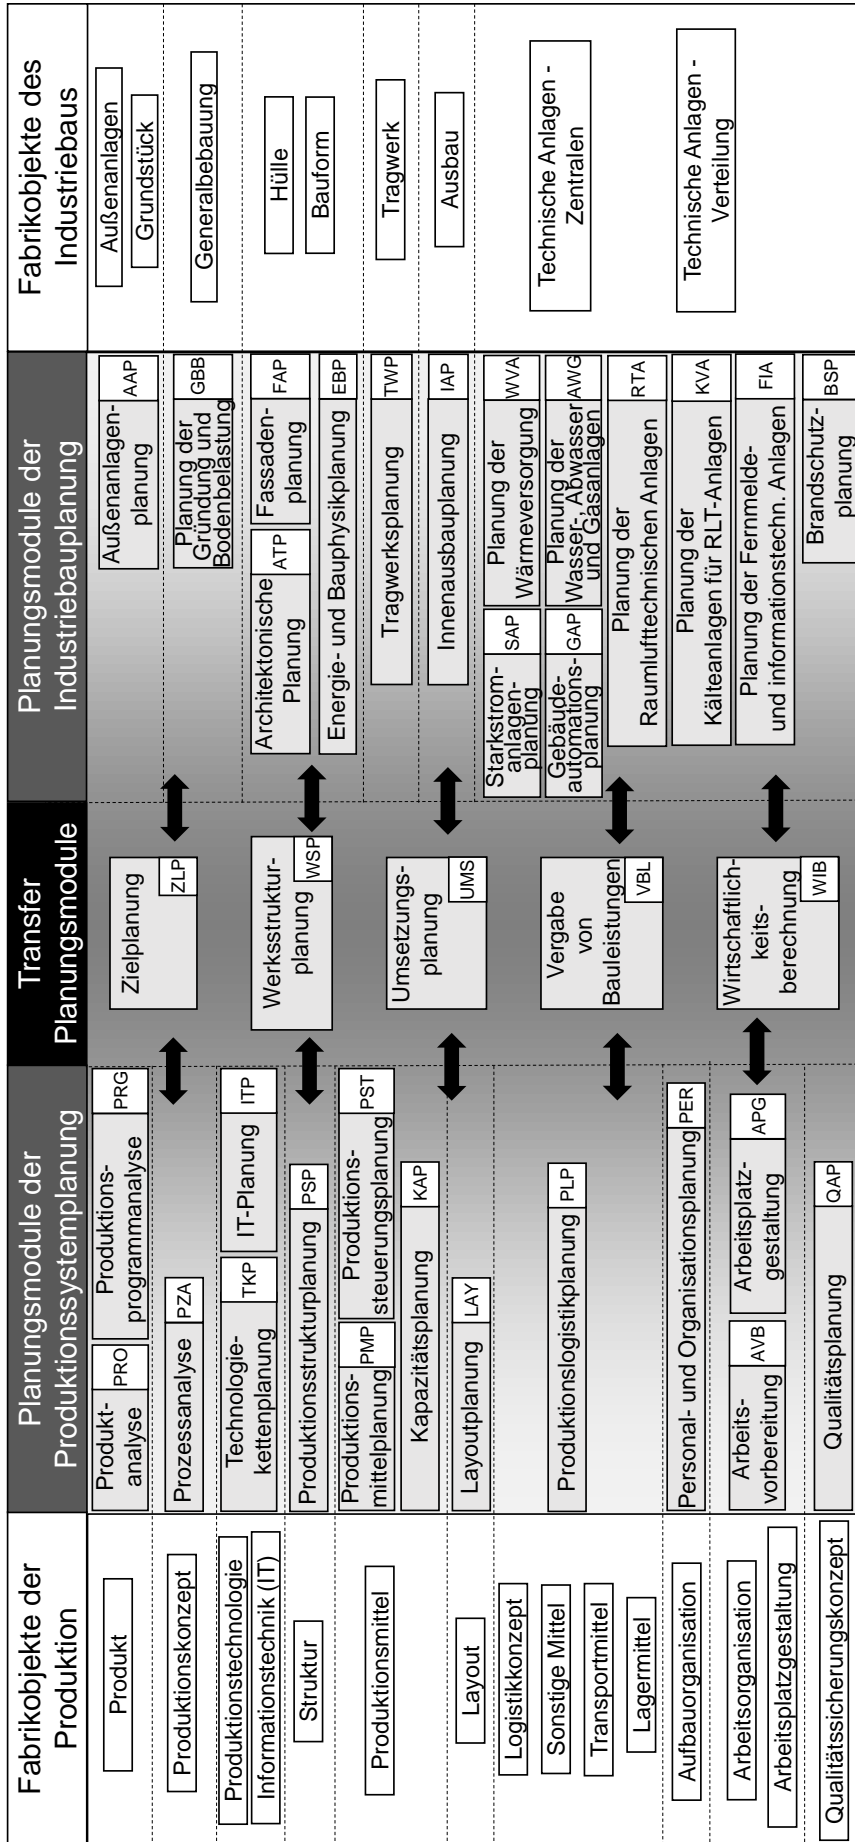 Fabrikobjekte der
Produktion
Produkt
Produktionskonzept
Produktionstechnologie
Informationstechnik (IT)
Struktur
Produktionsmittel
Layout
Logistikkonzept
Sonstige Mittel
Transportmittel
Lagermittel
Aufbauorganisation
Arbeitsorganisation
Arbeitsplatzgestaltung
Qualitätssicherungskonzept
Planungsmodule der
Produktionssystemplanung
Produkt-
analyse
PRO
Produktions-
programmanalyse
PRG
Prozessanalyse
PZA
Technologie-
kettenplanung
TKP
IT-Planung
ITP
Produktionsstrukturplanung
PSP
Produktions-
mittelplanung
PMP
Produktions-
steuerungsplanung
PST
Kapazitätsplanung
KAP
Layoutplanung
LAY
Produktionslogistikplanung
PLP
Personal- und Organisationsplanung
PER
Arbeits-
vorbereitung
AVB
Arbeitsplatz-
gestaltung
APG
Qualitätsplanung
QAP
Transfer
Planungsmodule
Zielplanung
ZLP
Werksstruktur-
planung
WSP
Umsetzungs-
planung
UMS
Vergabe
von
Bauleistungen
VBL
Wirtschaftlich-
keits-
berechnung
WIB
Planungsmodule der
Industriebauplanung
Außenanlagen-
planung
AAP
Planung der
Gründung und
Bodenbelastung
GBB
Architektonische
Planung
ATP
Fassaden-
planung
FAP
Energie- und Bauphysikplanung
EBP
Tragwerksplanung
TWP
Innenausbauplanung
IAP
Starkstrom-
anlagen-
planung
SAP
Planung der
Wärmeversorgung
WVA
Gebäude-
automations-
planung
GAP
Planung der
Wasser-, Abwasser
und Gasanlagen
AWG
Planung der
Raumlufttechnischen Anlagen
RTA
Planung der
Kälteanlagen für RLT-Anlagen
KVA
Planung der Fernmelde-
und informationstechn. Anlagen
FIA
Brandschutz-
planung
BSP
Fabrikobjekte des
Industriebaus
Außenanlagen
Grundstück
Generalbebauung
Hülle
Bauform
Tragwerk
Ausbau
Technische Anlagen -
Zentralen
Technische Anlagen -
Verteilung